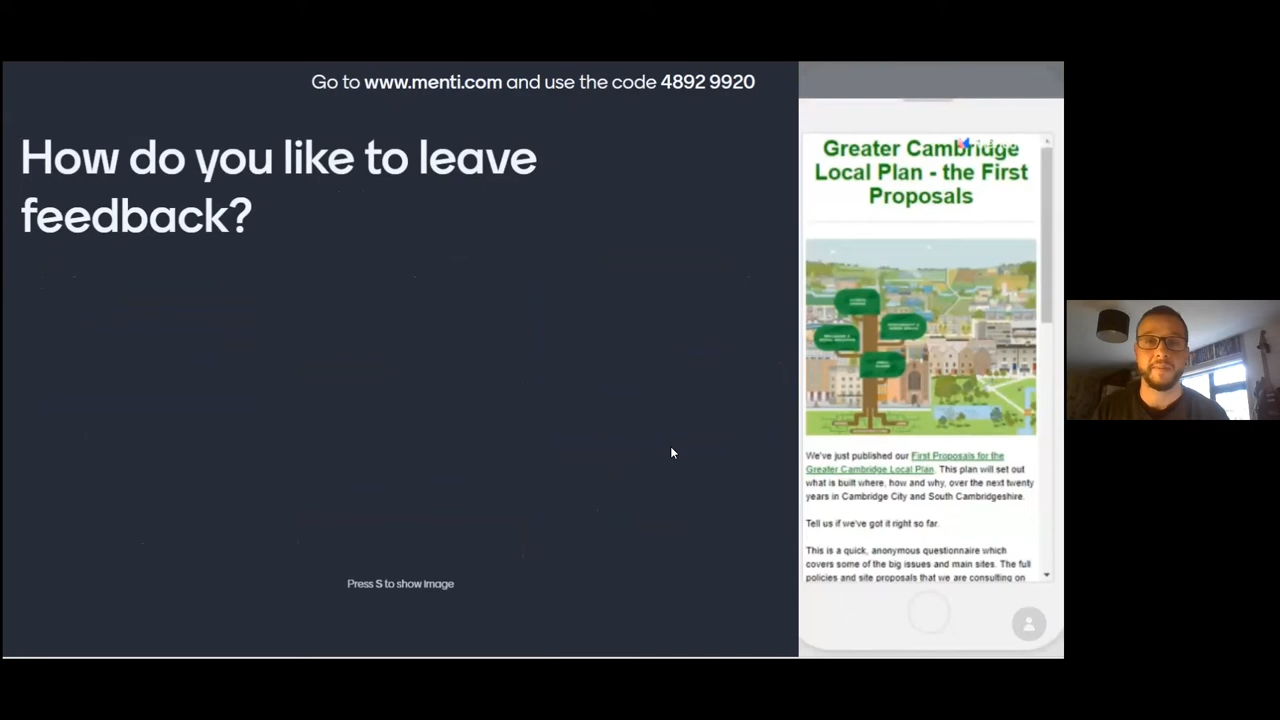 Go to www.menti.com and use the code 4892 9920
How do you like to leave
feedback?
Press S to show image
Greater Cambridge
Local Plan - the First
Proposals
We've just published our First Proposals for the
Greater Cambridge Local Plan. This plan will set out
what is built where, how and why, over the next twenty
years in Cambridge City and South Cambridgeshire.
Tell us if we've got it right so far.
This is a quick, anonymous questionnaire which
covers some of the big issues and main sites. The full
policies and site proposals that we are consulting on